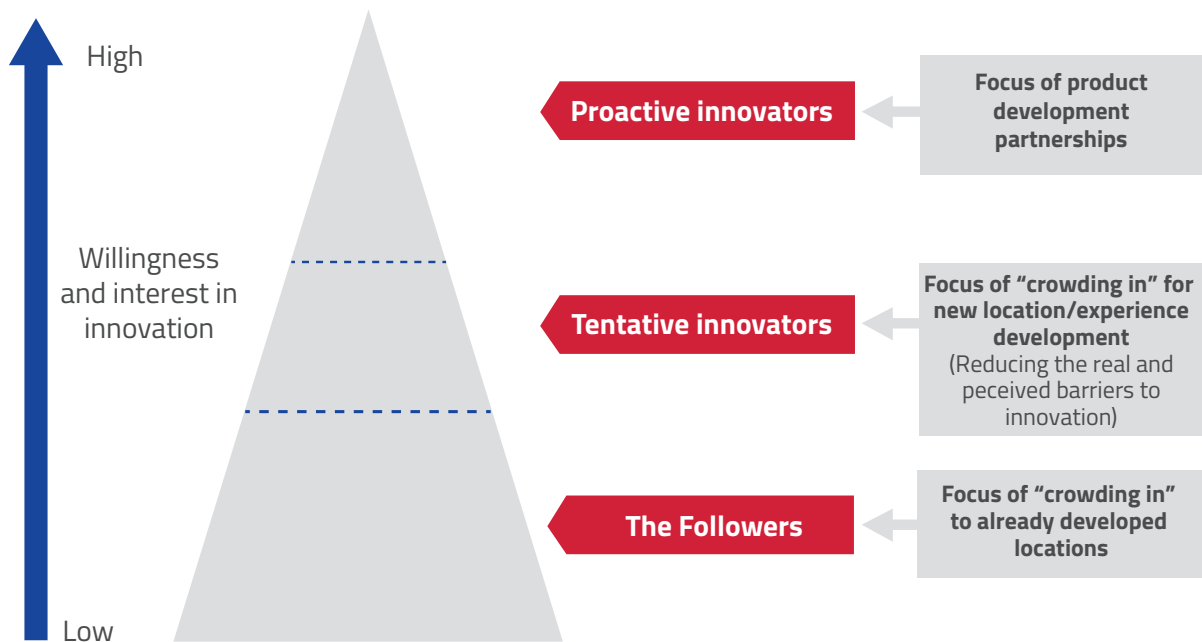 High
Willingness
and interest in
innovation
Low
Proactive innovators
Focus of product
development
partnerships
Tentative innovators
Focus of “crowding in” for
new location/experience
development
(Reducing the real and
peceived barriers to
innovation)
The Followers
Focus of “crowding in”
to already developed
locations